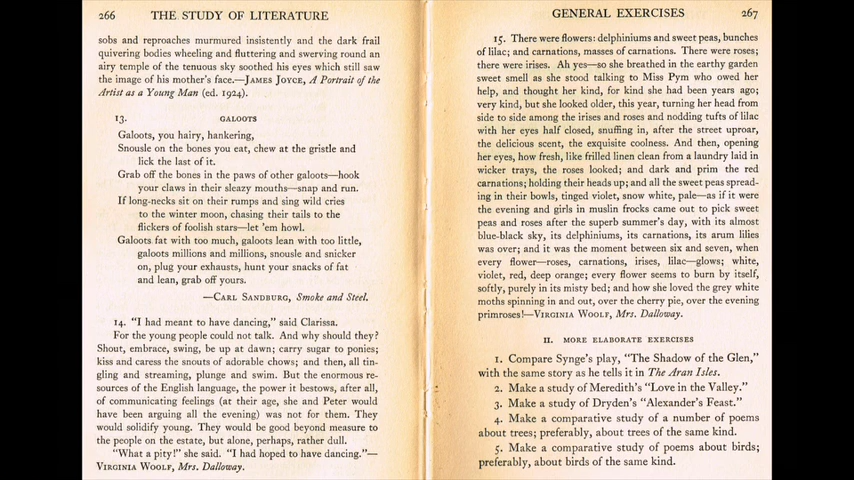 266 THE STUDY OF LITERATURE
sobs and reproaches murmured insistently and the dark frail
quivering bodies wheeling and fluttering and swerving round an
airy temple of the tenuous sky soothed his eyes which still saw
the image of his mother's face.—JAMES JOYCE, A Portrait of the
Artist as a Young Man (ed. 1924).
13. GALOOTS
Galoots, you hairy, hankering,
Snousle on the bones you eat, chew at the gristle and
lick the last of it.
Grab off the bones in the paws of other galoots—hook
your claws in their sleazy mouths—snap and run.
If long-necks sit on their rumps and sing wild cries
to the winter moon, chasing their tails to the
flickers of foolish stars—let 'em howl.
Galoots fat with too much, galoots lean with too little,
galoots millions and millions, snousle and snicker
on, plug your exhausts, hunt your snacks of fat
and lean, grab off yours.
—CARL SANDBURG, Smoke and Steel.
14. "I had meant to have dancing," said Clarissa.
For the young people could not talk. And why should they?
Shout, embrace, swing, be up at dawn; carry sugar to ponies;
kiss and caress the snouts of adorable chows; and then, all tin-
gling and streaming, plunge and swim. But the enormous re-
sources of the English language, the power it bestows, after all,
of communicating feelings (at their age, she and Peter would
have been arguing all the evening) was not for them. They
would solidify young. They would be good beyond measure to
the people on the estate, but alone, perhaps, rather dull.
"What a pity!" she said. "I had hoped to have dancing."—
VIRGINIA WOOLF, Mrs. Dalloway.
GENERAL EXERCISES 267
15. There were flowers: delphiniums and sweet peas, bunches
of lilac; and carnations, masses of carnations. There were roses;
there were irises. Ah yes—so she breathed in the earthy garden
sweet smell as she stood talking to Miss Pym who owed her
help, and thought her kind, for kind she had been years ago;
very kind, but she looked older, this year, turning her head from
side to side among the irises and roses and nodding tufts of lilac
with her eyes half closed, snuffing in, after the street uproar,
the delicious scent, the exquisite coolness. And then, opening
her eyes, how fresh, like frilled linen clean from a laundry laid in
wicker trays, the roses looked; and dark and prim the red
carnations; holding their heads up; and all the sweet peas spread-
ing in their bowls, tinged violet, snow white, pale—as if it were
the evening and girls in muslin frocks came out to pick sweet
peas and roses after the superb summer's day, with its almost
blue-black sky, its delphiniums, its carnations, its arum lilies
was over; and it was the moment between six and seven, when
every flower—roses, carnations, irises, lilac—glows; white,
violet, red, deep orange; every flower seems to burn by itself,
softly, purely in its misty bed; and how she loved the grey white
moths spinning in and out, over the cherry pie, over the evening
primroses!—VIRGINIA WOOLF, Mrs. Dalloway.
II. MORE ELABORATE EXERCISES
1. Compare Synge's play, "The Shadow of the Glen,"
with the same story as he tells it in The Aran Isles.
2. Make a study of Meredith's "Love in the Valley."
3. Make a study of Dryden's "Alexander's Feast."
4. Make a comparative study of a number of poems
about trees; preferably, about trees of the same kind.
5. Make a comparative study of poems about birds;
preferably, about birds of the same kind.